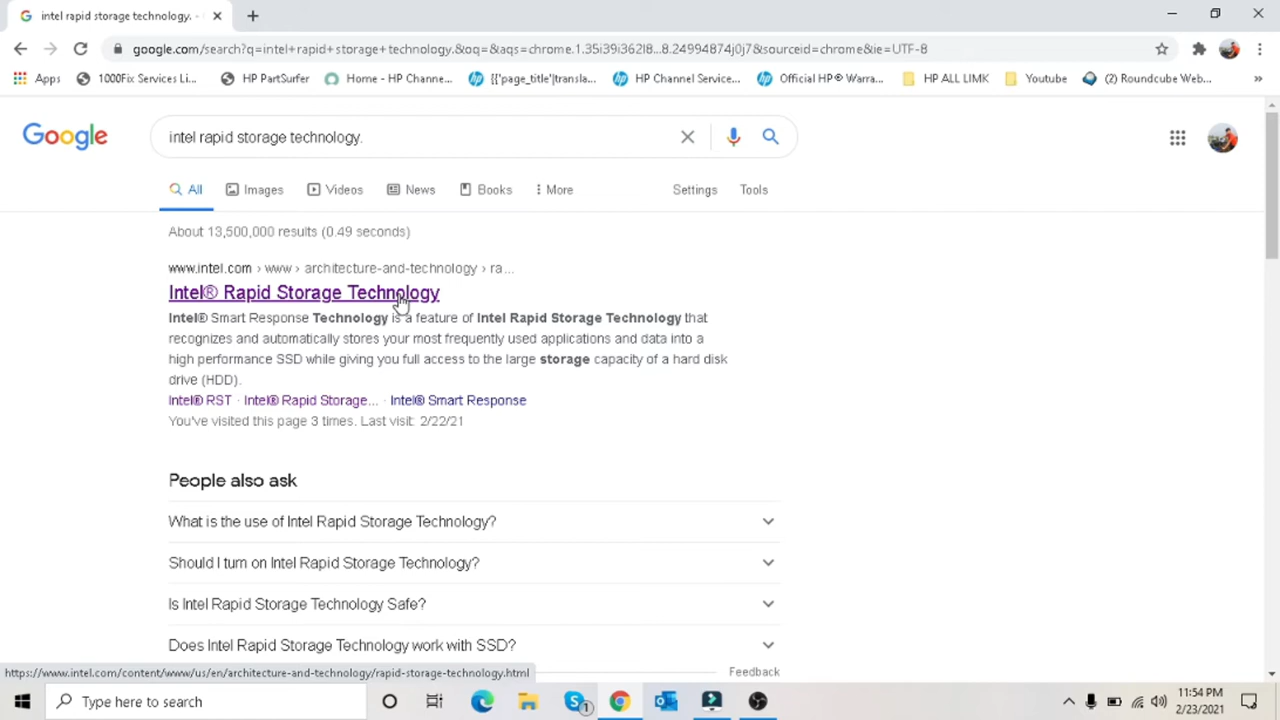 intel rapid storage technology. -
google.com/search?q=intel+rapid+storage+technology.&oq=&aqs=chrome.1.35i39i362l8...8.24994874j0j7&sourceid=chrome&ie=UTF-8
Apps 1000Fix Services Li... HP PartSurfer Home - HP Channe... {{'page_title'|transla... HP Channel Service... Official HP® Warra... HP ALL LIMK Youtube (2) Roundcube Web... »
Google
intel rapid storage technology.
All Images Videos News Books More Settings Tools
About 13,500,000 results (0.49 seconds)
www.intel.com › www › architecture-and-technology › ra...
Intel® Rapid Storage Technology
Intel® Smart Response Technology is a feature of Intel Rapid Storage Technology that
recognizes and automatically stores your most frequently used applications and data into a
high performance SSD while giving you full access to the large storage capacity of a hard disk
drive (HDD).
Intel® RST · Intel® Rapid Storage... · Intel® Smart Response
You've visited this page 3 times. Last visit: 2/22/21
People also ask
What is the use of Intel Rapid Storage Technology?
Should I turn on Intel Rapid Storage Technology?
Is Intel Rapid Storage Technology Safe?
Does Intel Rapid Storage Technology work with SSD?
https://www.intel.com/content/www/us/en/architecture-and-technology/rapid-storage-technology.html
Feedback
Type here to search
1
11:54 PM
2/23/2021